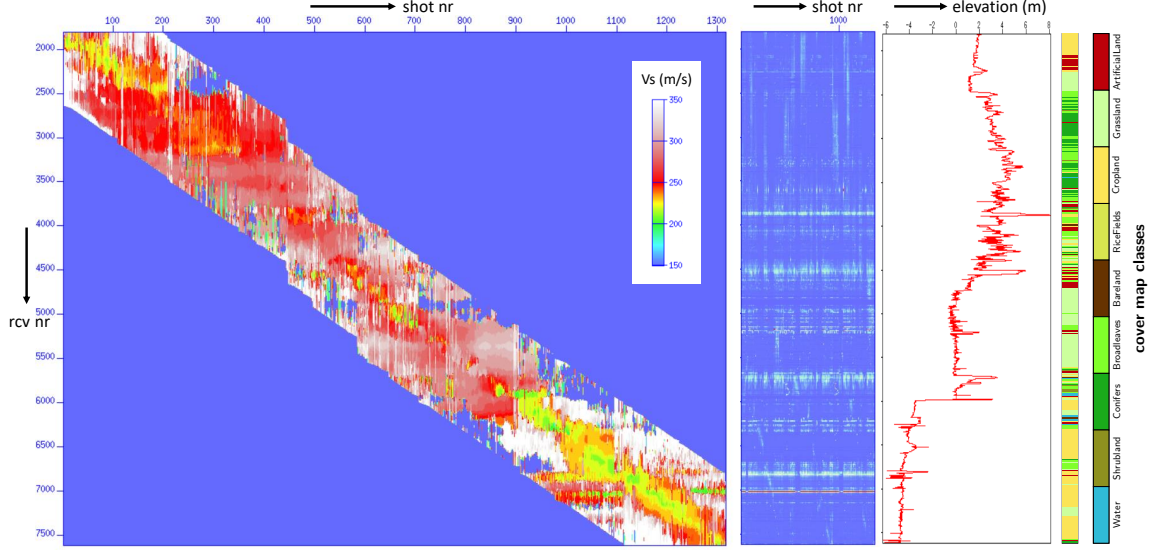 shot nr
shot nr
elevation (m)
100 200 300 400 500 600 700 800 900 1000 1100 1200 1300
1000
-6 -4 -2 0 2 4 6 8
2000
2500
3000
3500
4000
4500
5000
5500
6000
6500
7000
7500
rcv nr
Vs (m/s)
350
300
250
200
150
Artificial Land
Grassland
Cropland
RiceFields
Bareland
Broadleaves
Conifers
Shrubland
Water
cover map classes